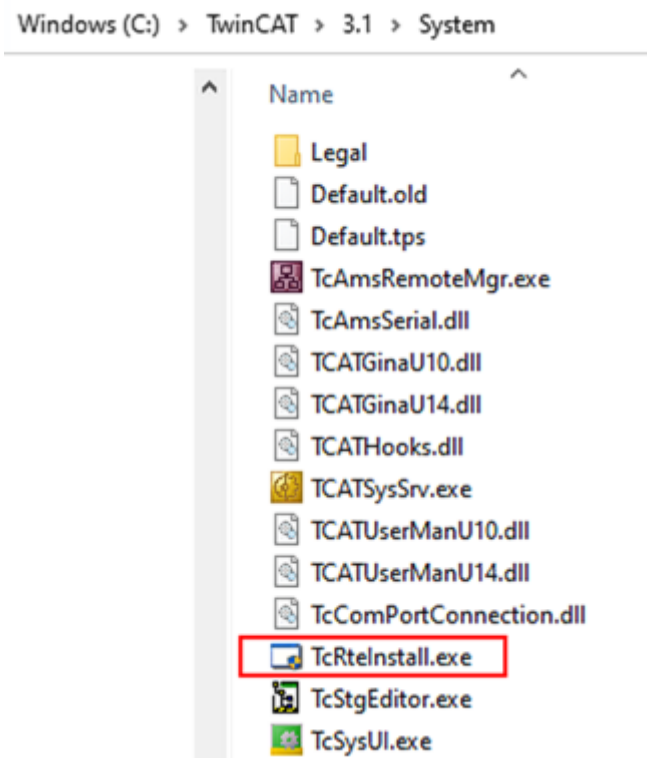 Windows (C:) > TwinCAT > 3.1 > System
Name
Legal
Default.old
Default.tps
TcAmsRemoteMgr.exe
TcAmsSerial.dll
TCATGinaU10.dll
TCATGinaU14.dll
TCATHooks.dll
TCATSysSrv.exe
TCATUserManU10.dll
TCATUserManU14.dll
TcComPortConnection.dll
TcRteInstall.exe
TcStgEditor.exe
TcSysUI.exe